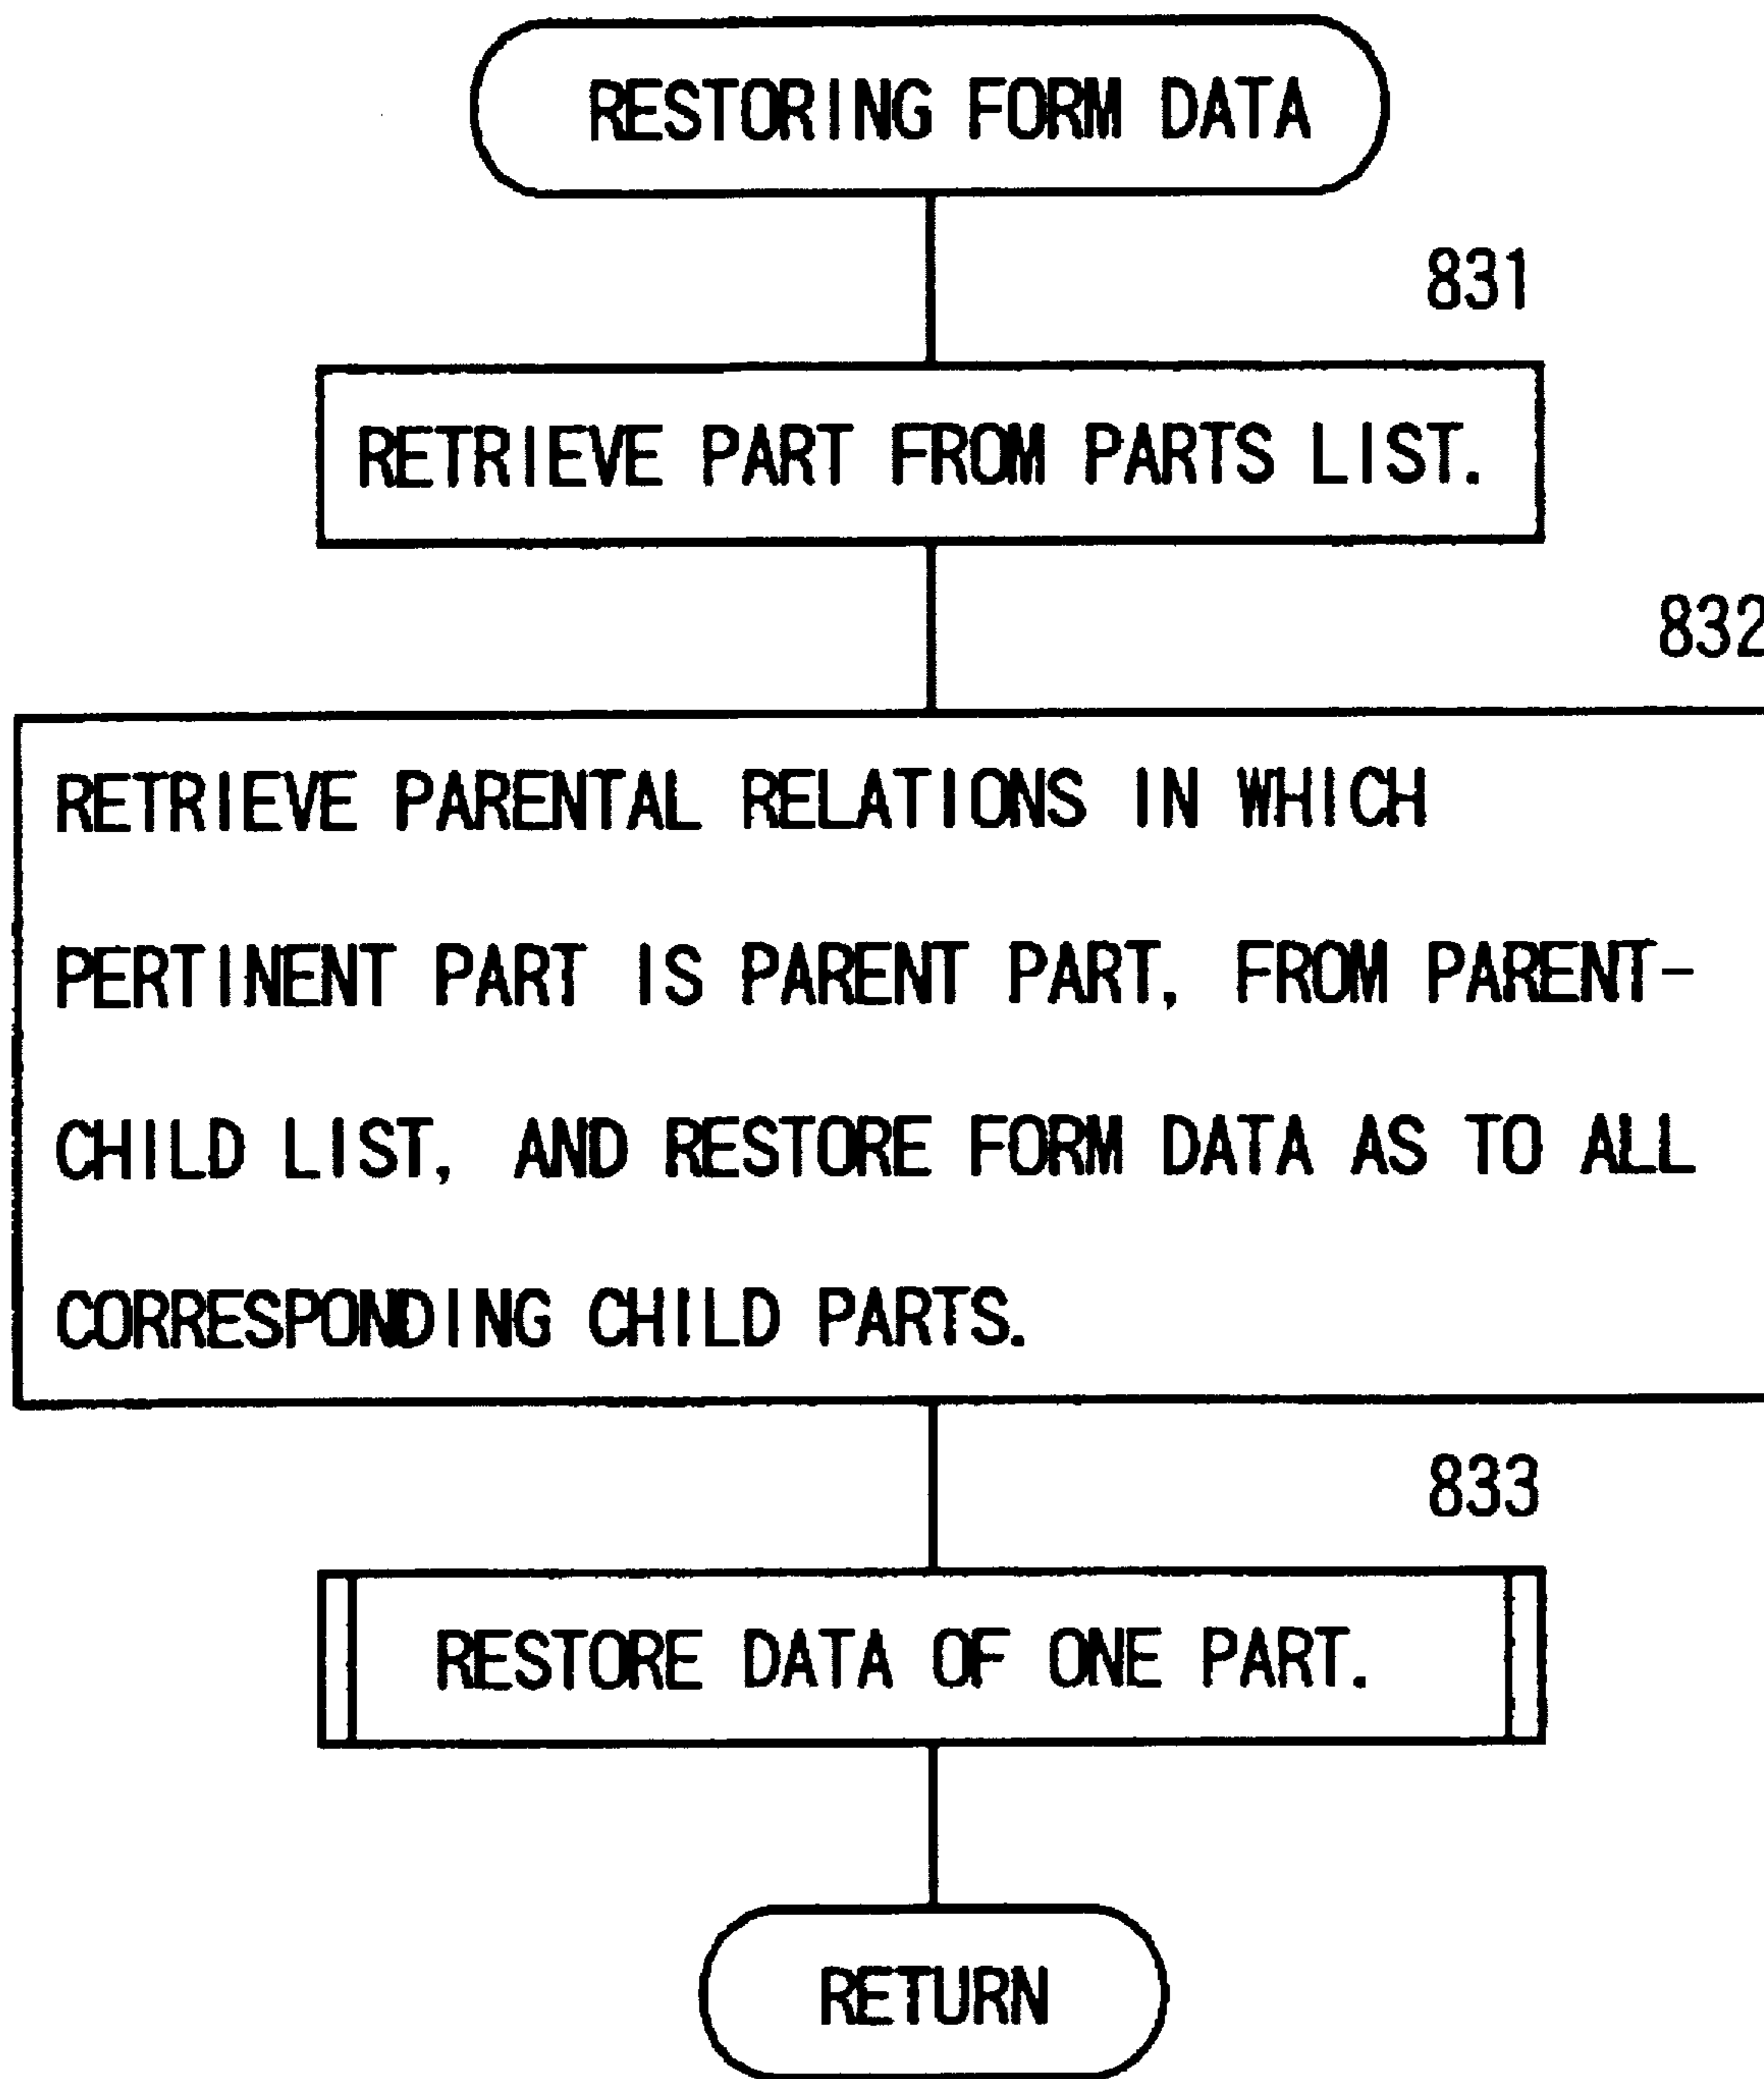 RESTORING FORM DATA
831
RETRIEVE PART FROM PARTS LIST.
832
RETRIEVE PARENTAL RELATIONS IN WHICH
PERTINENT PART IS PARENT PART, FROM PARENT-
CHILD LIST, AND RESTORE FORM DATA AS TO ALL
CORRESPONDING CHILD PARTS.
833
RESTORE DATA OF ONE PART.
RETURN